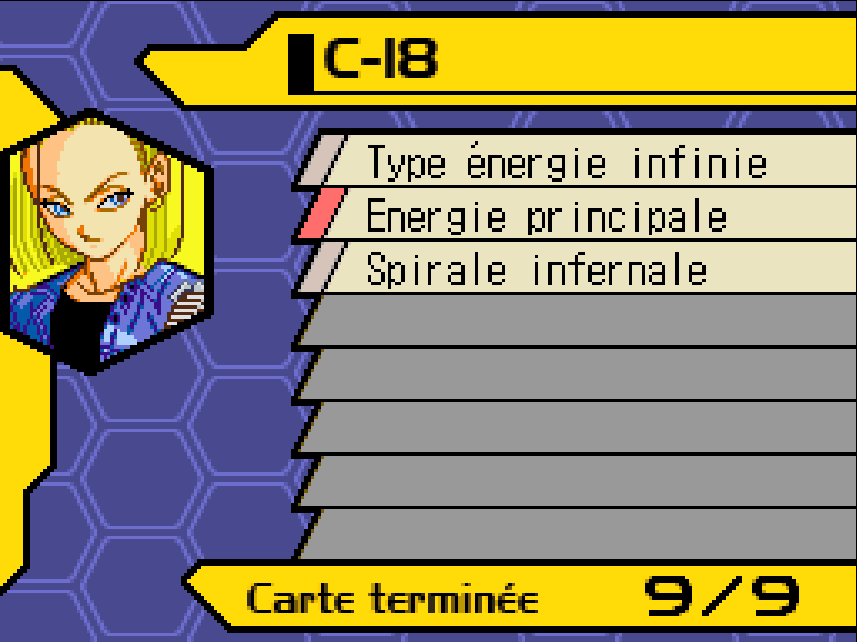 C-18
Type énergie infinie
Energie principale
Spirale infernale
Carte terminée 9/9